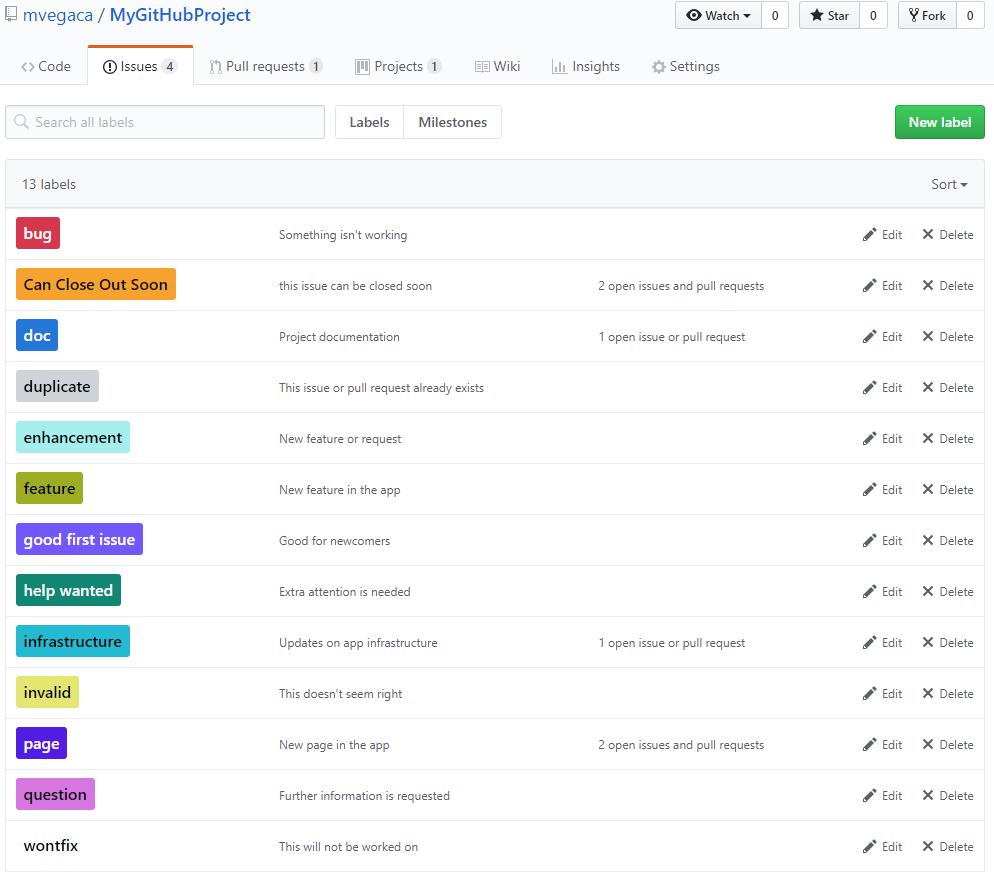 mvegaca / MyGitHubProject Watch 0 Star 0 Fork 0
Code Issues 4 Pull requests 1 Projects 1 Wiki Insights Settings
Search all labels Labels Milestones New label
13 labels Sort
bug Something isn't working Edit Delete
Can Close Out Soon this issue can be closed soon 2 open issues and pull requests Edit Delete
doc Project documentation 1 open issue or pull request Edit Delete
duplicate This issue or pull request already exists Edit Delete
enhancement New feature or request Edit Delete
feature New feature in the app Edit Delete
good first issue Good for newcomers Edit Delete
help wanted Extra attention is needed Edit Delete
infrastructure Updates on app infrastructure 1 open issue or pull request Edit Delete
invalid This doesn't seem right Edit Delete
page New page in the app 2 open issues and pull requests Edit Delete
question Further information is requested Edit Delete
wontfix This will not be worked on Edit Delete